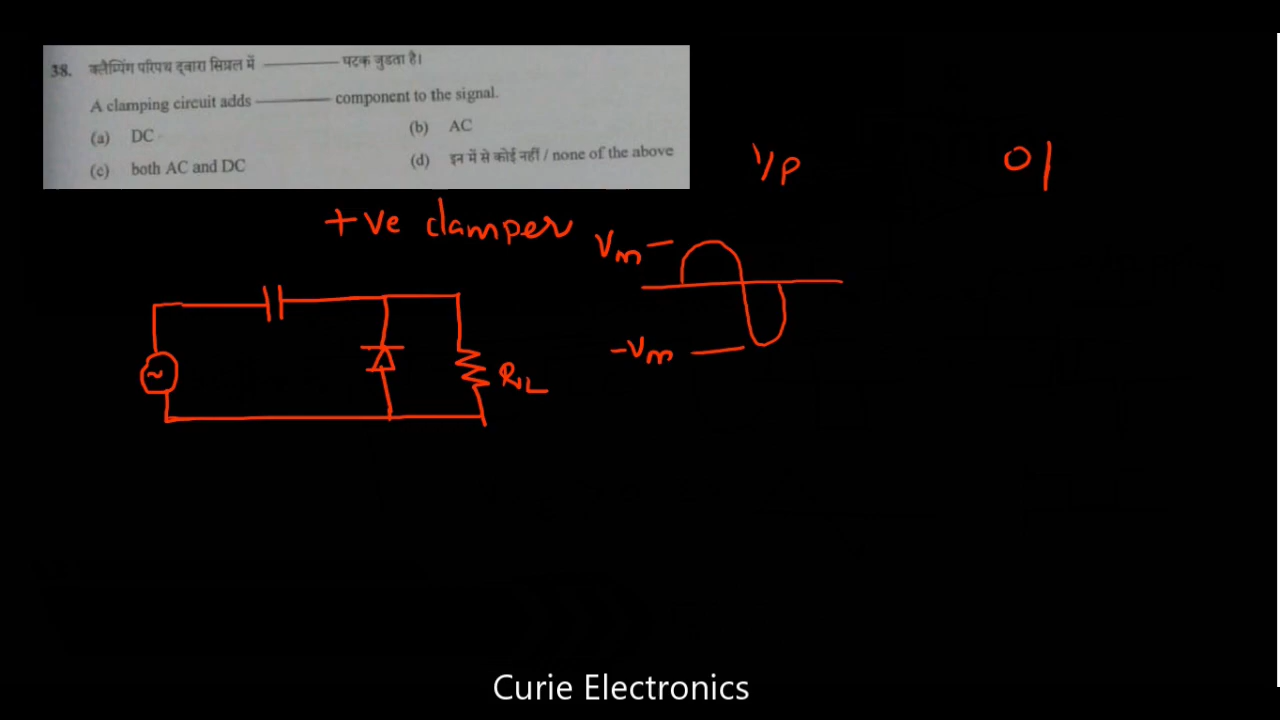 38. क्लैम्पिंग परिपथ द्वारा सिग्नल में ———— घटक जुडता है।
A clamping circuit adds ———— component to the signal.
(a) DC
(b) AC
(c) both AC and DC
(d) इन में से कोई नहीं / none of the above
I/P
O/
+ve clamper
Vm
-Vm
RL
Curie Electronics